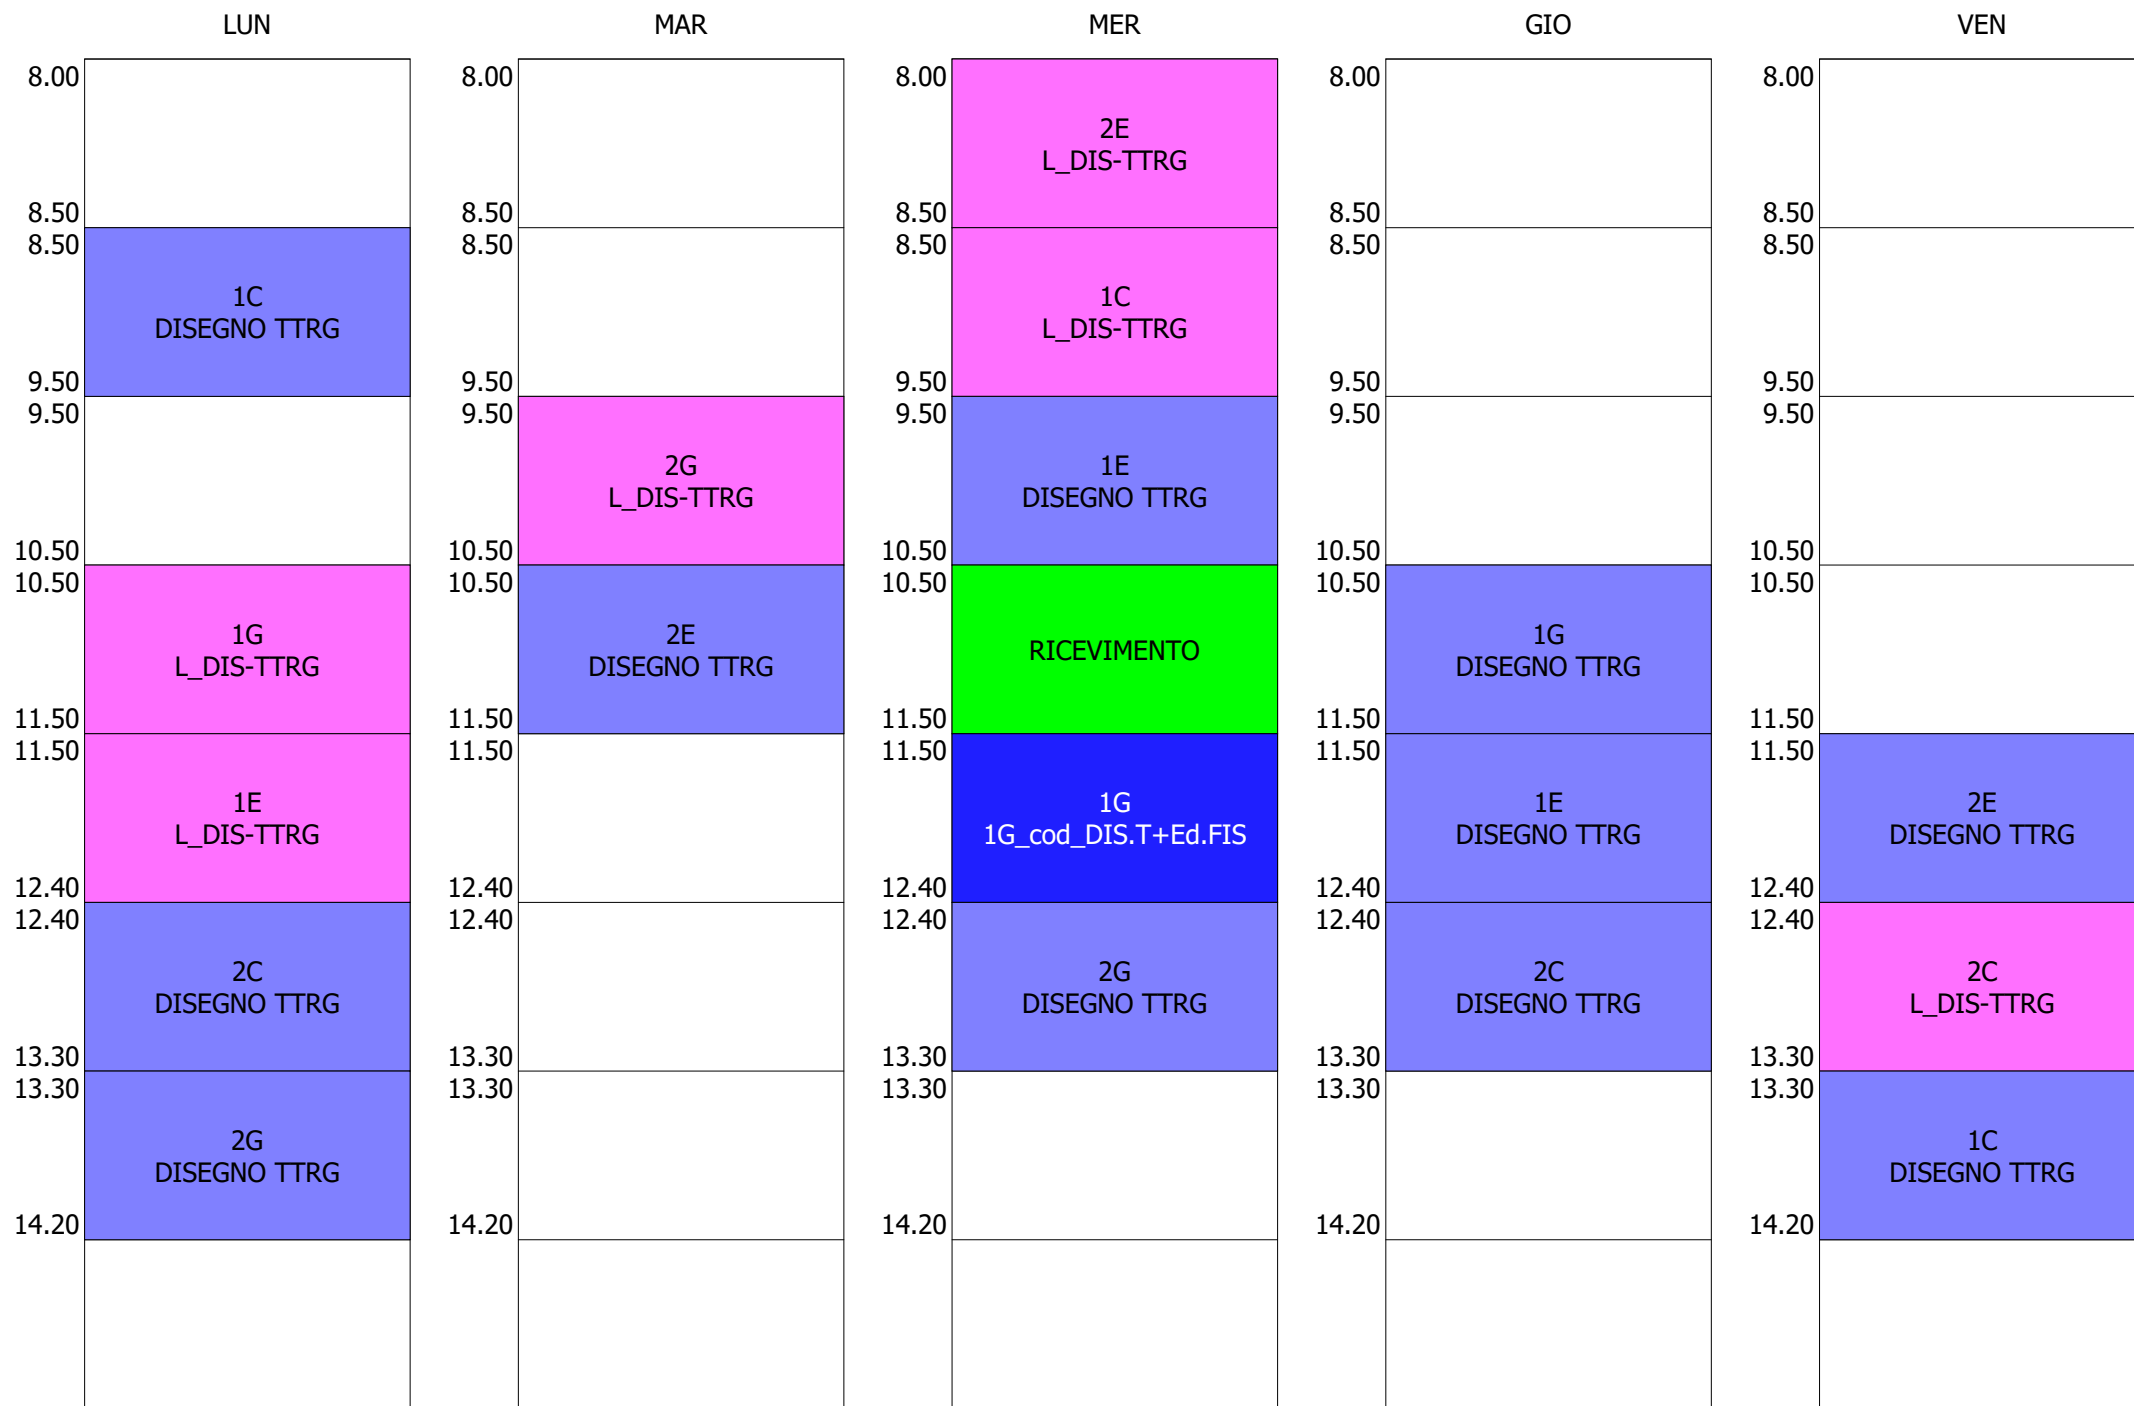 LUN
MAR
MER
GIO
VEN
8.00
8.50
8.50
1C
DISEGNO TTRG
9.50
9.50
10.50
10.50
1G
L_DIS-TTRG
11.50
11.50
1E
L_DIS-TTRG
12.40
12.40
2C
DISEGNO TTRG
13.30
13.30
2G
DISEGNO TTRG
14.20
8.00
8.50
8.50
9.50
9.50
2G
L_DIS-TTRG
10.50
10.50
2E
DISEGNO TTRG
11.50
11.50
12.40
12.40
13.30
13.30
14.20
8.00
2E
L_DIS-TTRG
8.50
8.50
1C
L_DIS-TTRG
9.50
9.50
1E
DISEGNO TTRG
10.50
10.50
RICEVIMENTO
11.50
11.50
1G
1G_cod_DIS.T+Ed.FIS
12.40
12.40
2G
DISEGNO TTRG
13.30
13.30
14.20
8.00
8.50
8.50
9.50
9.50
10.50
10.50
1G
DISEGNO TTRG
11.50
11.50
1E
DISEGNO TTRG
12.40
12.40
2C
DISEGNO TTRG
13.30
13.30
14.20
8.00
8.50
8.50
9.50
9.50
10.50
10.50
11.50
11.50
2E
DISEGNO TTRG
12.40
12.40
2C
L_DIS-TTRG
13.30
13.30
1C
DISEGNO TTRG
14.20